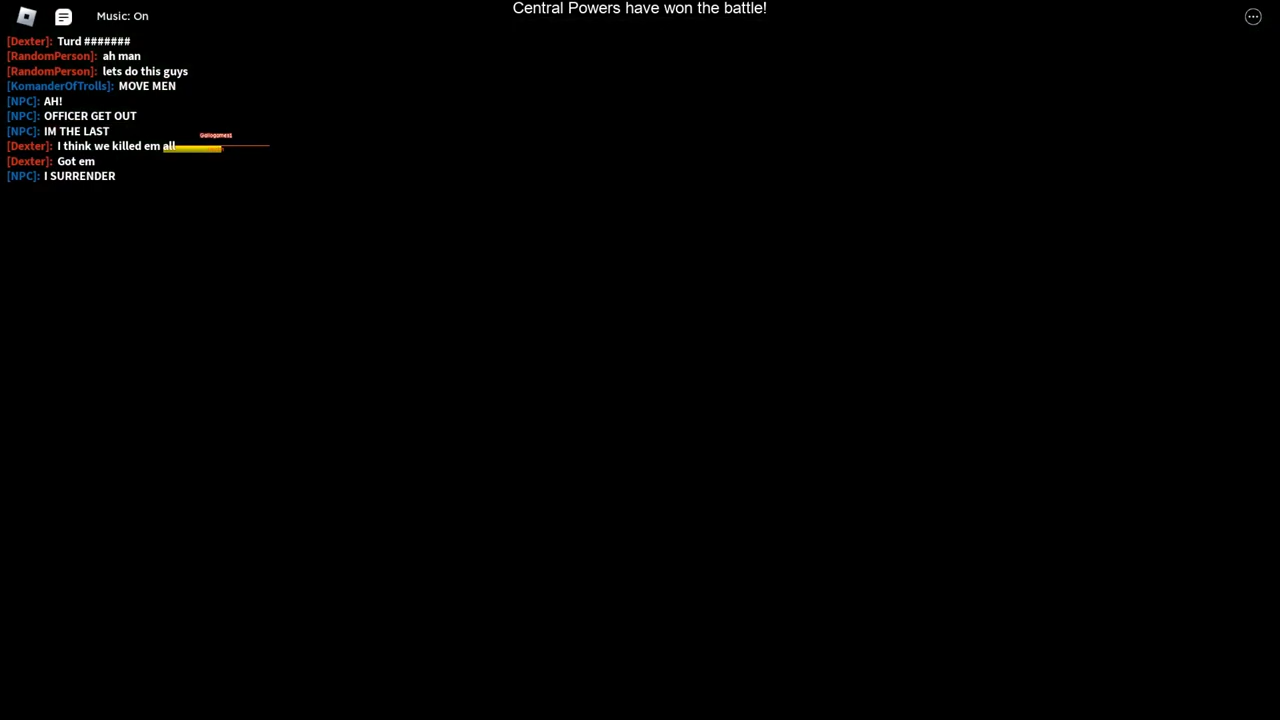 Central Powers have won the battle!
Music: On
[Dexter]: Turd #######
[RandomPerson]: ah man
[RandomPerson]: lets do this guys
[KomanderOfTrolls]: MOVE MEN
[NPC]: AH!
[NPC]: OFFICER GET OUT
[NPC]: IM THE LAST
[Dexter]: I think we killed em all
[Dexter]: Got em
[NPC]: I SURRENDER